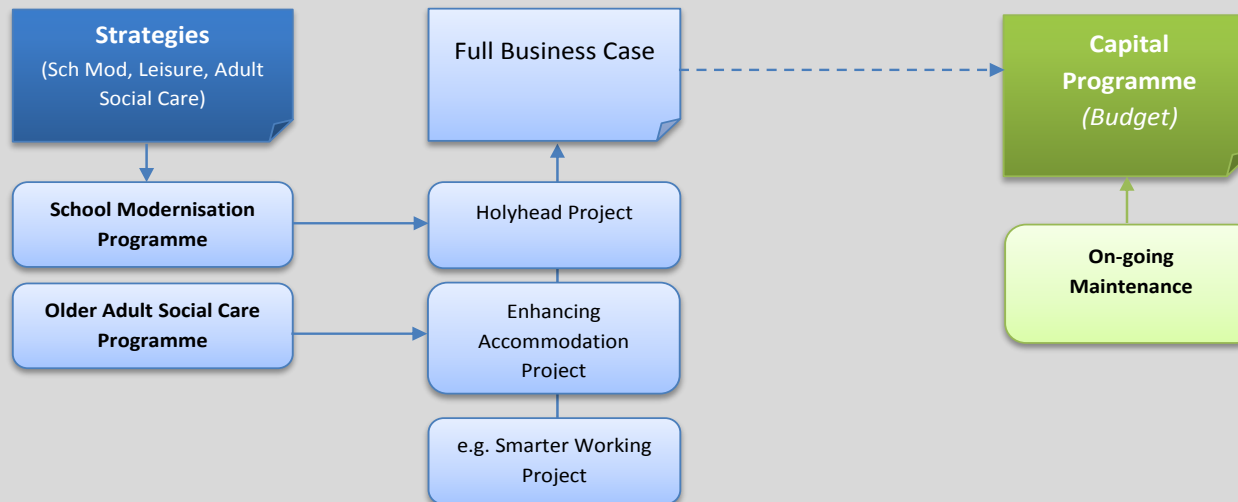 Strategies
(Sch Mod, Leisure, Adult
Social Care)
Full Business Case
Capital
Programme
(Budget)
School Modernisation
Programme
Holyhead Project
On-going
Maintenance
Older Adult Social Care
Programme
Enhancing
Accommodation
Project
e.g. Smarter Working
Project